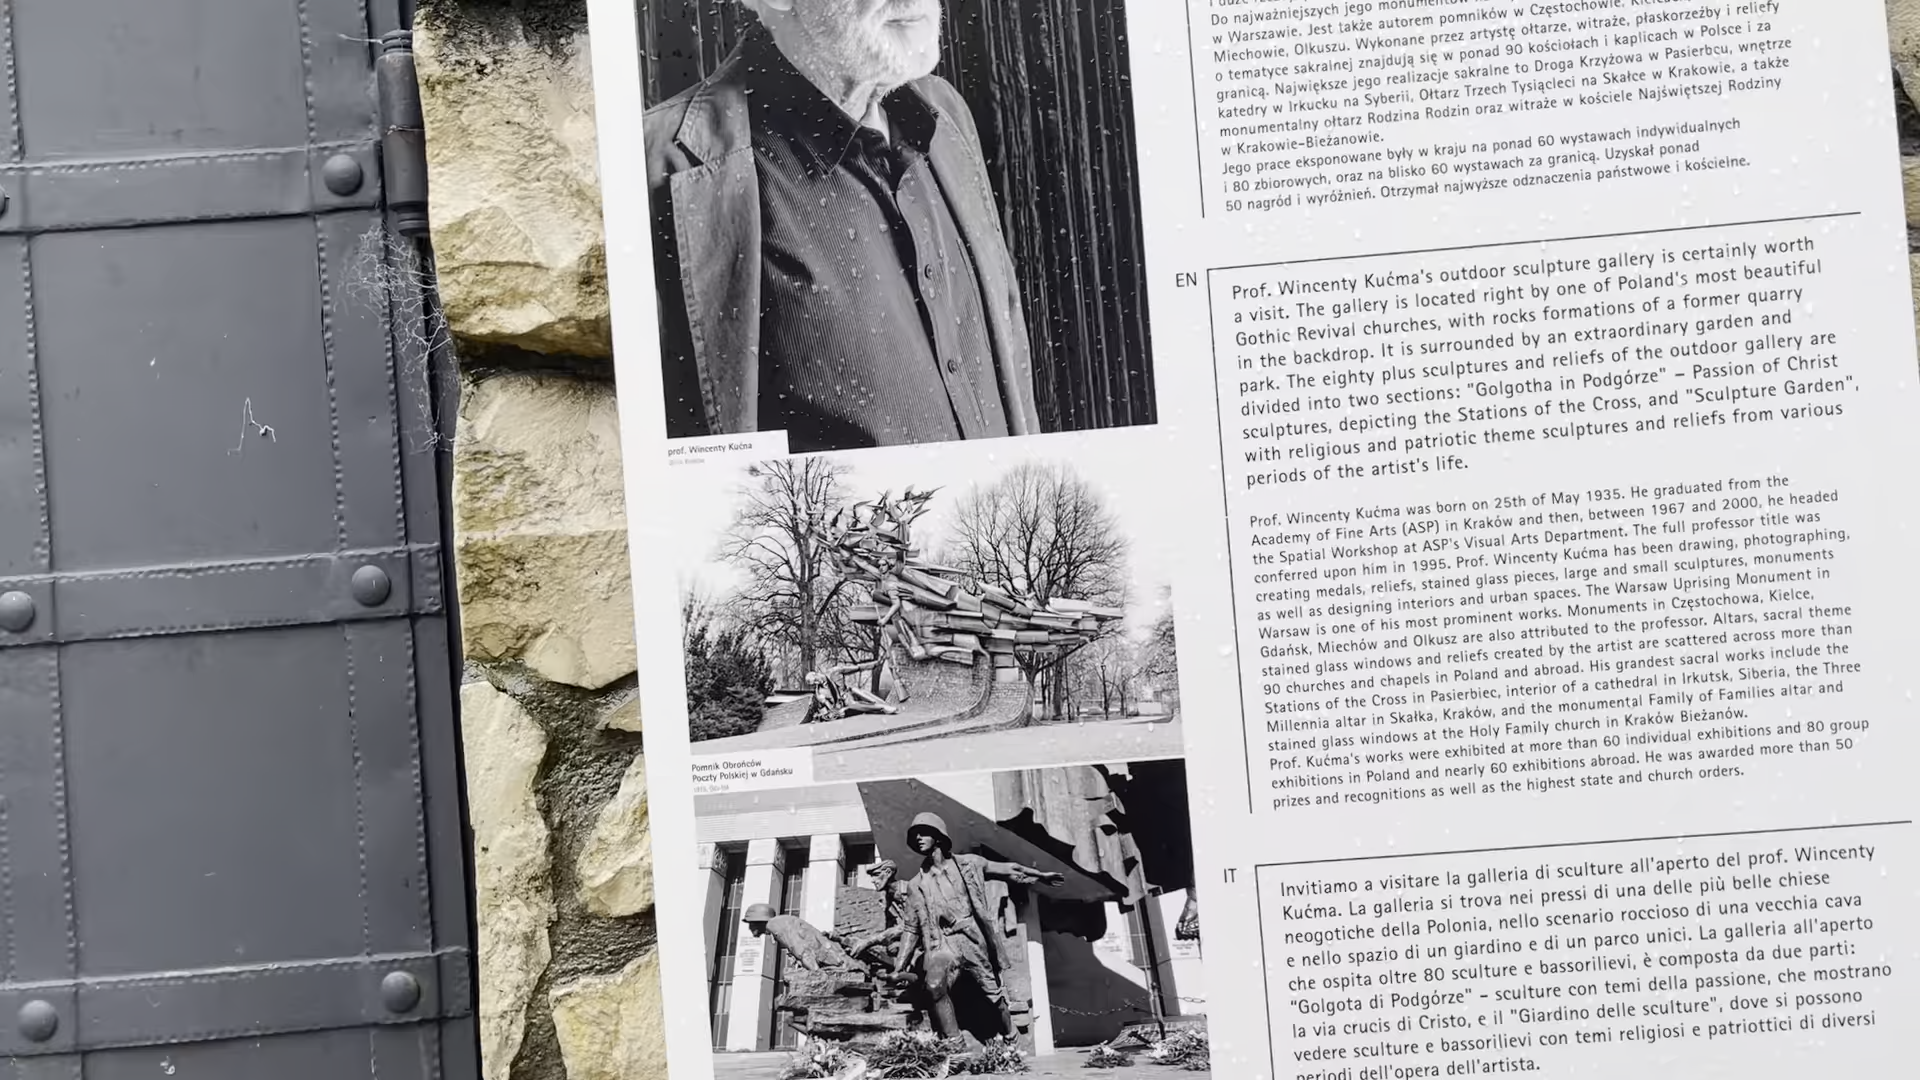 Do najważniejszych jego monumentów
w Warszawie. Jest także autorem pomników w Częstochowie,
Miechowie, Olkuszu. Wykonane przez artystę ołtarze, witraże, płaskorzeźby i reliefy
o tematyce sakralnej znajdują się w ponad 90 kościołach i kaplicach w Polsce i za
granicą. Największe jego realizacje sakralne to Droga Krzyżowa w Pasierbcu, wnętrze
katedry w Irkucku na Syberii, Ołtarz Trzech Tysiącleci na Skałce w Krakowie, a także
monumentalny ołtarz Rodzina Rodzin oraz witraże w kościele Najświętszej Rodziny
w Krakowie-Bieżanowie.
Jego prace eksponowane były w kraju na ponad 60 wystawach indywidualnych
i 80 zbiorowych, oraz na blisko 60 wystawach za granicą. Uzyskał ponad
50 nagród i wyróżnień. Otrzymał najwyższe odznaczenia państwowe i kościelne.
EN
Prof. Wincenty Kućma's outdoor sculpture gallery is certainly worth
a visit. The gallery is located right by one of Poland's most beautiful
Gothic Revival churches, with rocks formations of a former quarry
in the backdrop. It is surrounded by an extraordinary garden and
park. The eighty plus sculptures and reliefs of the outdoor gallery are
divided into two sections: "Golgotha in Podgórze" – Passion of Christ
sculptures, depicting the Stations of the Cross, and "Sculpture Garden",
with religious and patriotic theme sculptures and reliefs from various
periods of the artist's life.
Prof. Wincenty Kućma was born on 25th of May 1935. He graduated from the
Academy of Fine Arts (ASP) in Kraków and then, between 1967 and 2000, he headed
the Spatial Workshop at ASP's Visual Arts Department. The full professor title was
conferred upon him in 1995. Prof. Wincenty Kućma has been drawing, photographing,
creating medals, reliefs, stained glass pieces, large and small sculptures, monuments
as well as designing interiors and urban spaces. The Warsaw Uprising Monument in
Warsaw is one of his most prominent works. Monuments in Częstochowa, Kielce,
Gdańsk, Miechów and Olkusz are also attributed to the professor. Altars, sacral theme
stained glass windows and reliefs created by the artist are scattered across more than
90 churches and chapels in Poland and abroad. His grandest sacral works include the
Stations of the Cross in Pasierbiec, interior of a cathedral in Irkutsk, Siberia, the Three
Millennia altar in Skałka, Kraków, and the monumental Family of Families altar and
stained glass windows at the Holy Family church in Kraków Bieżanów.
Prof. Kućma's works were exhibited at more than 60 individual exhibitions and 80 group
exhibitions in Poland and nearly 60 exhibitions abroad. He was awarded more than 50
prizes and recognitions as well as the highest state and church orders.
IT
Invitiamo a visitare la galleria di sculture all'aperto del prof. Wincenty
Kućma. La galleria si trova nei pressi di una delle più belle chiese
neogotiche della Polonia, nello scenario roccioso di una vecchia cava
e nello spazio di un giardino e di un parco unici. La galleria all'aperto
che ospita oltre 80 sculture e bassorilievi, è composta da due parti:
"Golgota di Podgórze" – sculture con temi della passione, che mostrano
la via crucis di Cristo, e il "Giardino delle sculture", dove si possono
vedere sculture e bassorilievi con temi religiosi e patriottici di diversi
periodi dell'opera dell'artista.
prof. Wincenty Kućma
Pomnik Obrońców
Poczty Polskiej w Gdańsku